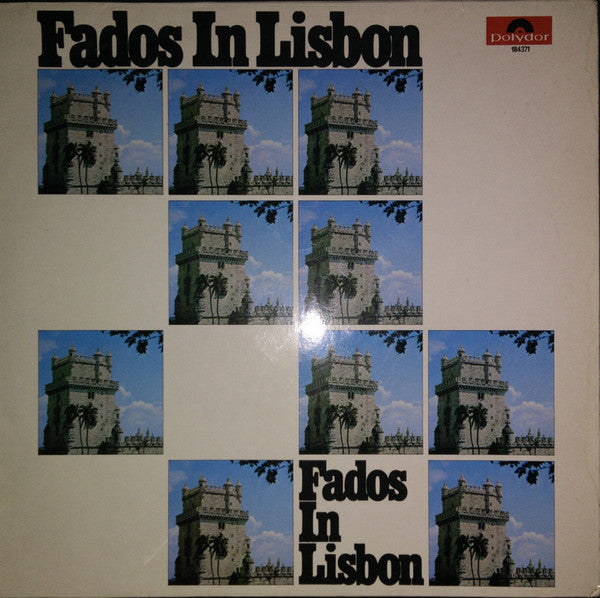 Fados In Lisbon
Polydor
184371
Fados
In
Lisbon